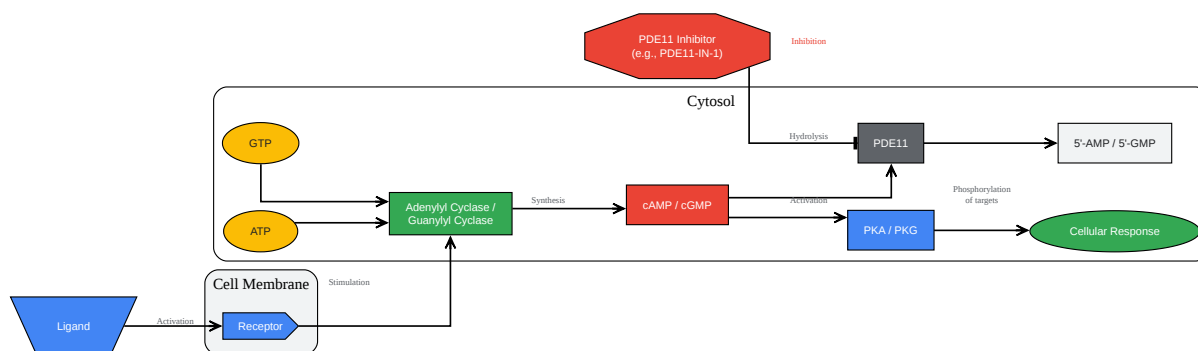 PDE11 Inhibitor
(e.g., PDE11-IN-1)
Inhibition
Cytosol
GTP
Hydrolysis
PDE11
5'-AMP / 5'-GMP
Adenylyl Cyclase /
Guanylyl Cyclase
Synthesis
cAMP / cGMP
Activation
Phosphorylation
of targets
ATP
PKA / PKG
Cellular Response
Cell Membrane
Stimulation
Ligand
Activation
Receptor